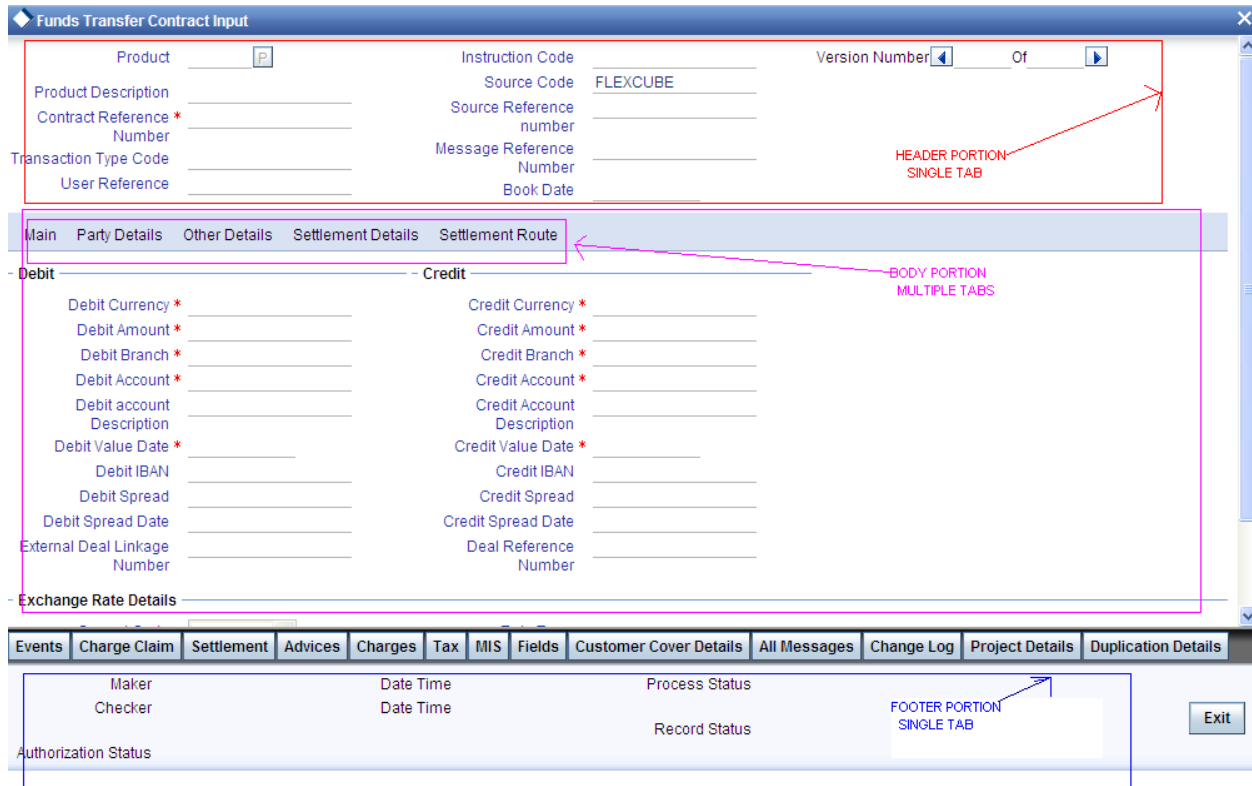 Funds Transfer Contract Input
Product P Instruction Code Version Number Of
Source Code FLEXCUBE
Product Description
Source Reference number
Contract Reference * Number
Message Reference Number
Transaction Type Code
User Reference
Book Date
HEADER PORTION
SINGLE TAB
Main Party Details Other Details Settlement Details Settlement Route
BODY PORTION
MULTIPLE TABS
Debit Credit
Debit Currency * Credit Currency *
Debit Amount * Credit Amount *
Debit Branch * Credit Branch *
Debit Account * Credit Account *
Debit account Description Credit Account Description
Debit Value Date * Credit Value Date *
Debit IBAN Credit IBAN
Debit Spread Credit Spread
Debit Spread Date Credit Spread Date
External Deal Linkage Number Deal Reference Number
Exchange Rate Details
Events Charge Claim Settlement Advices Charges Tax MIS Fields Customer Cover Details All Messages Change Log Project Details Duplication Details
Maker Date Time Process Status
Checker Date Time
Record Status
Authorization Status
FOOTER PORTION
SINGLE TAB
Exit